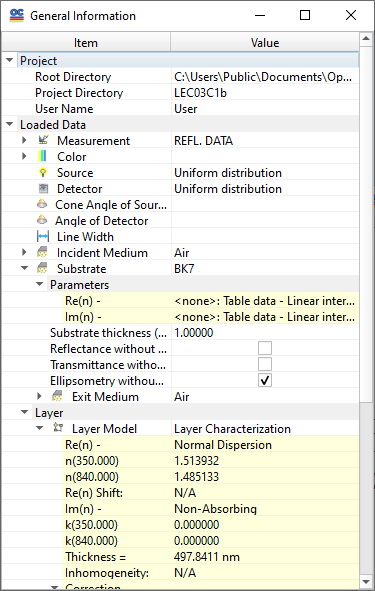 General Information
Item Value
Project
Root Directory C:\Users\Public\Documents\Op...
Project Directory LEC03C1b
User Name User
Loaded Data
Measurement REFL. DATA
Color
Source Uniform distribution
Detector Uniform distribution
Cone Angle of Sour...
Angle of Detector
Line Width
Incident Medium Air
Substrate BK7
Parameters
Re(n) - <none>: Table data - Linear inter...
Im(n) - <none>: Table data - Linear inter...
Substrate thickness (... 1.00000
Reflectance without ...
Transmittance witho...
Ellipsometry withou...
Exit Medium Air
Layer
Layer Model Layer Characterization
Re(n) - Normal Dispersion
n(350.000) 1.513932
n(840.000) 1.485133
Re(n) Shift: N/A
Im(n) - Non-Absorbing
k(350.000) 0.000000
k(840.000) 0.000000
Thickness = 497.8411 nm
Inhomogeneity: N/A
Correction